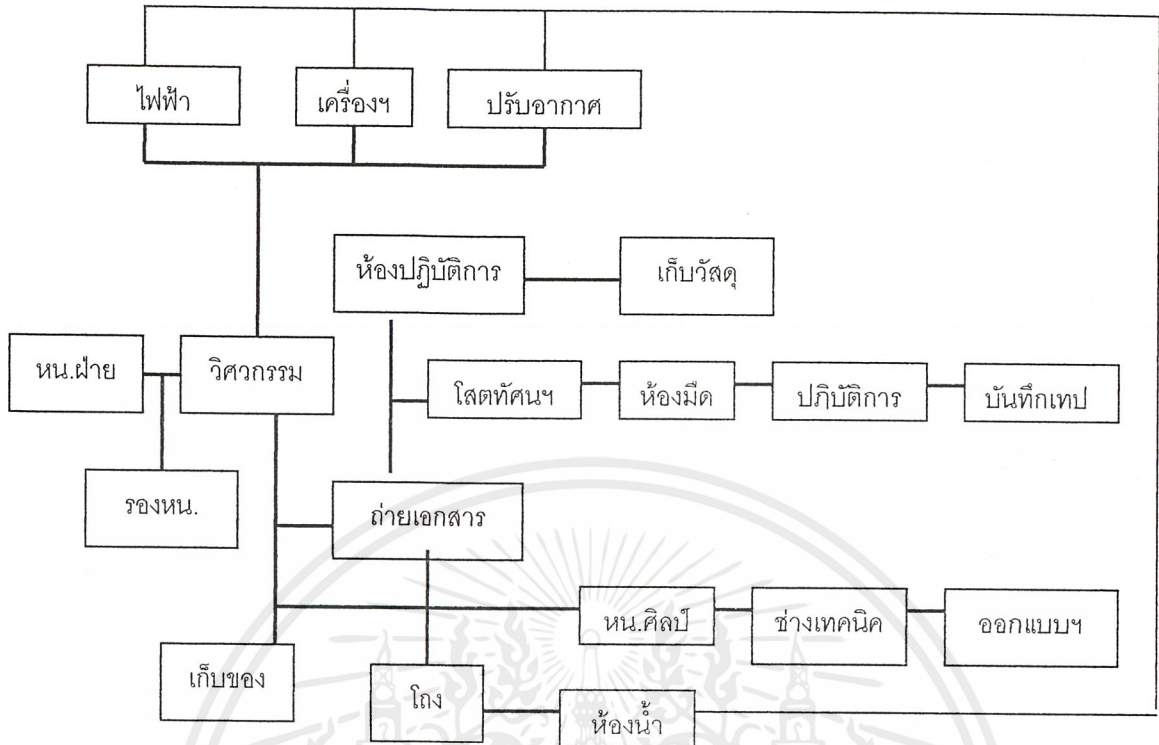 ไฟฟ้า
เครื่องฯ
ปรับอากาศ
ห้องปฏิบัติการ
เก็บวัสดุ
หน.ฝ่าย
วิศวกรรม
โสตทัศนฯ
ห้องมืด
ปฎิบัติการ
บันทึกเทป
รองหน.
ถ่ายเอกสาร
หน.ศิลป์
ช่างเทคนิค
ออกแบบฯ
เก็บของ
โถง
ห้องน้ำ